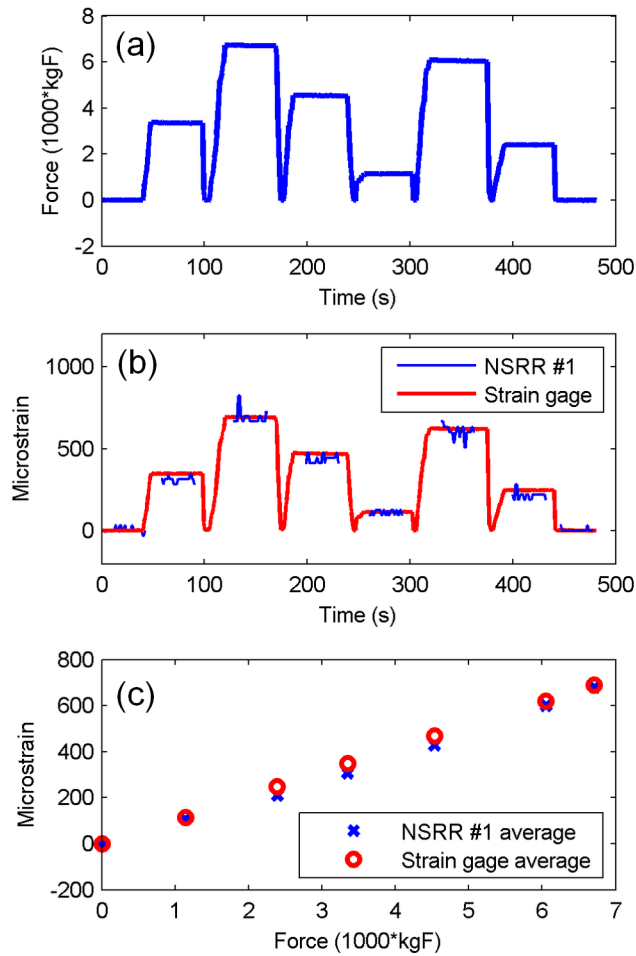 (a)
Force (1000*kgF)
8
6
4
2
0
-2
0 100 200 300 400 500
Time (s)
(b)
Microstrain
1000
500
0
NSRR #1
Strain gage
0 100 200 300 400 500
Time (s)
(c)
Microstrain
800
600
400
200
0
-200
NSRR #1 average
Strain gage average
0 1 2 3 4 5 6 7
Force (1000*kgF)